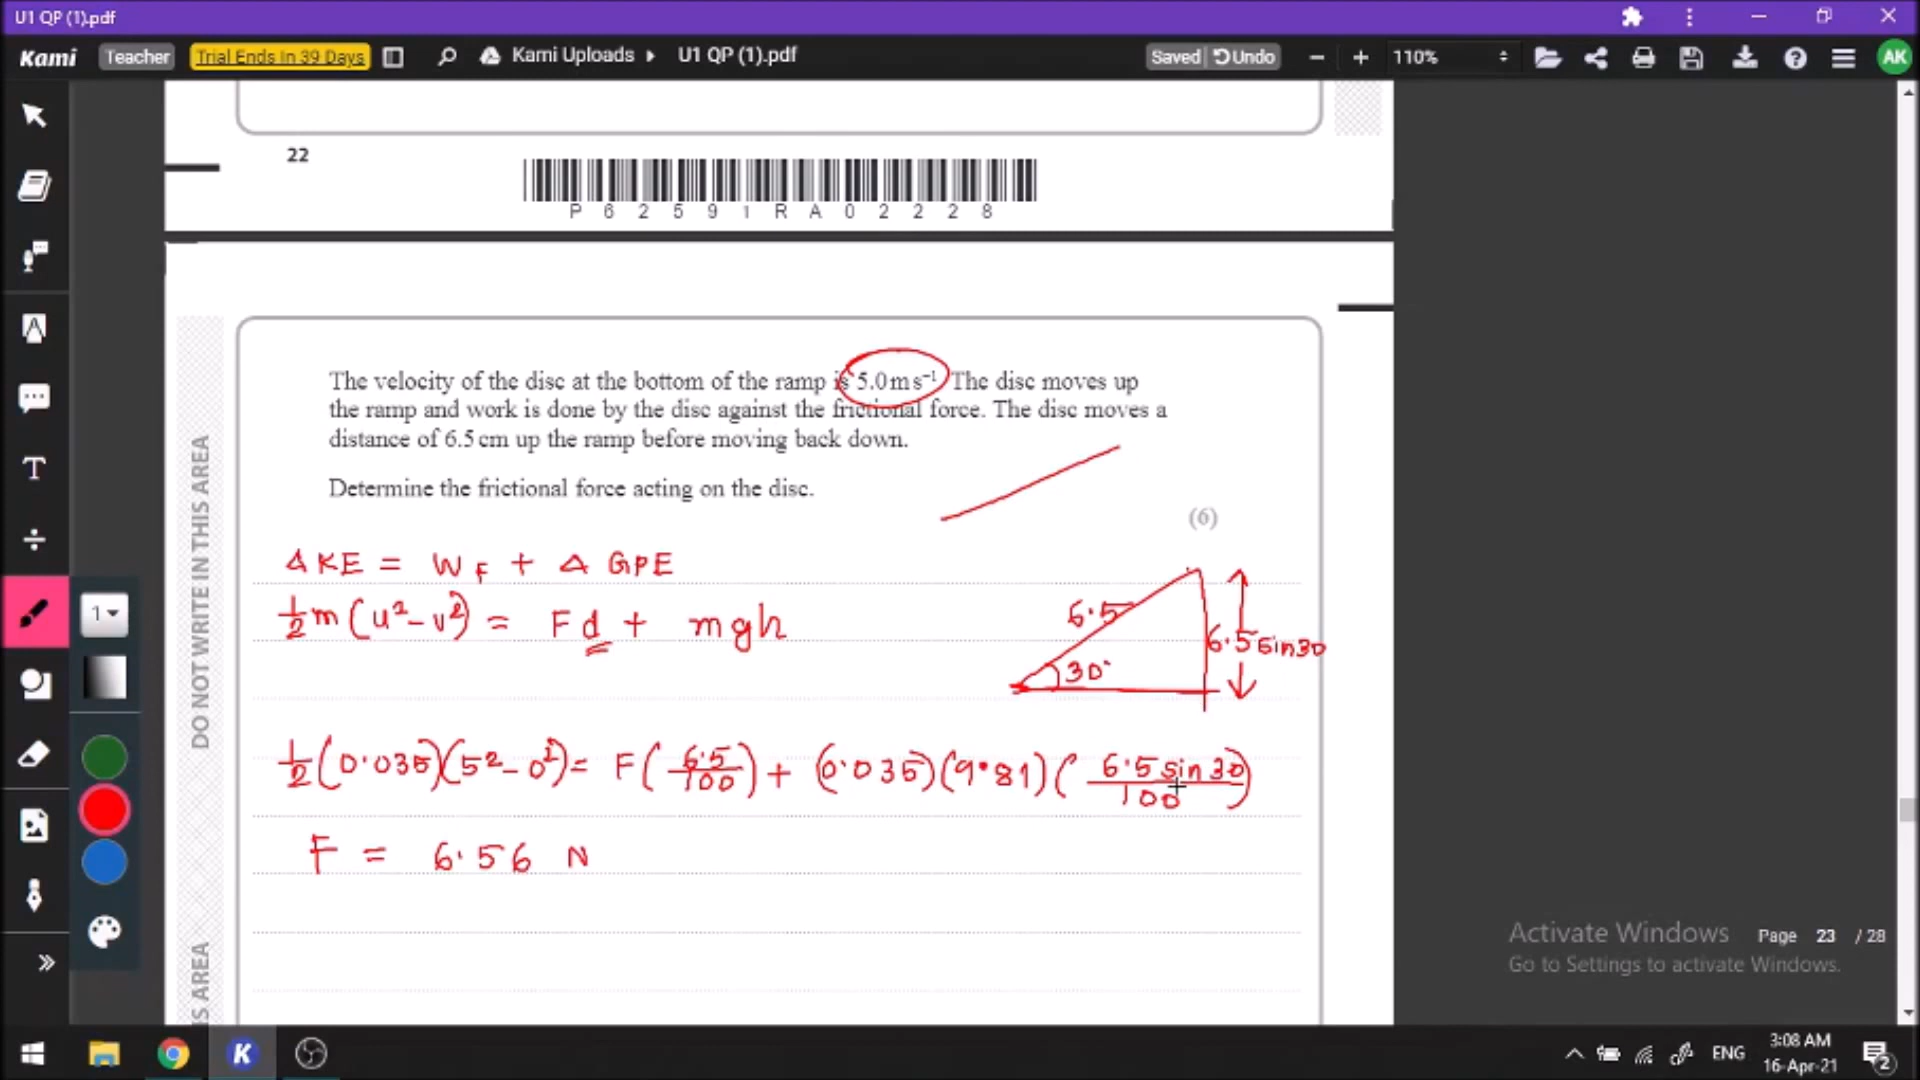 U1 QP (1).pdf
Kami Teacher Trial Ends In 39 Days Kami Uploads U1 QP (1).pdf Saved Undo 110% AK
22
P 6 2 5 9 1 R A 0 2 2 2 8
The velocity of the disc at the bottom of the ramp is 5.0 m s⁻¹. The disc moves up
the ramp and work is done by the disc against the frictional force. The disc moves a
distance of 6.5 cm up the ramp before moving back down.
Determine the frictional force acting on the disc.
(6)
Δ KE = W_F + Δ GPE
½ m (u² - v²) = Fd + mgh
6.5
6.5 sin30
30°
½ (0.035)(5² - 0²) = F (6.5/100) + (0.035)(9.81)(6.5 sin 30/100)
F = 6.56 N
DO NOT WRITE IN THIS AREA
IS AREA
1
Activate Windows
Go to Settings to activate Windows.
Page 23 / 28
ENG
3:08 AM
16-Apr-21
2